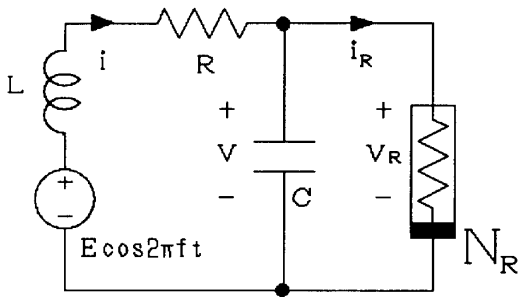 L
i
R
i_R
+
V
-
C
+
V_R
-
N_R
+
-
Ecos2πft